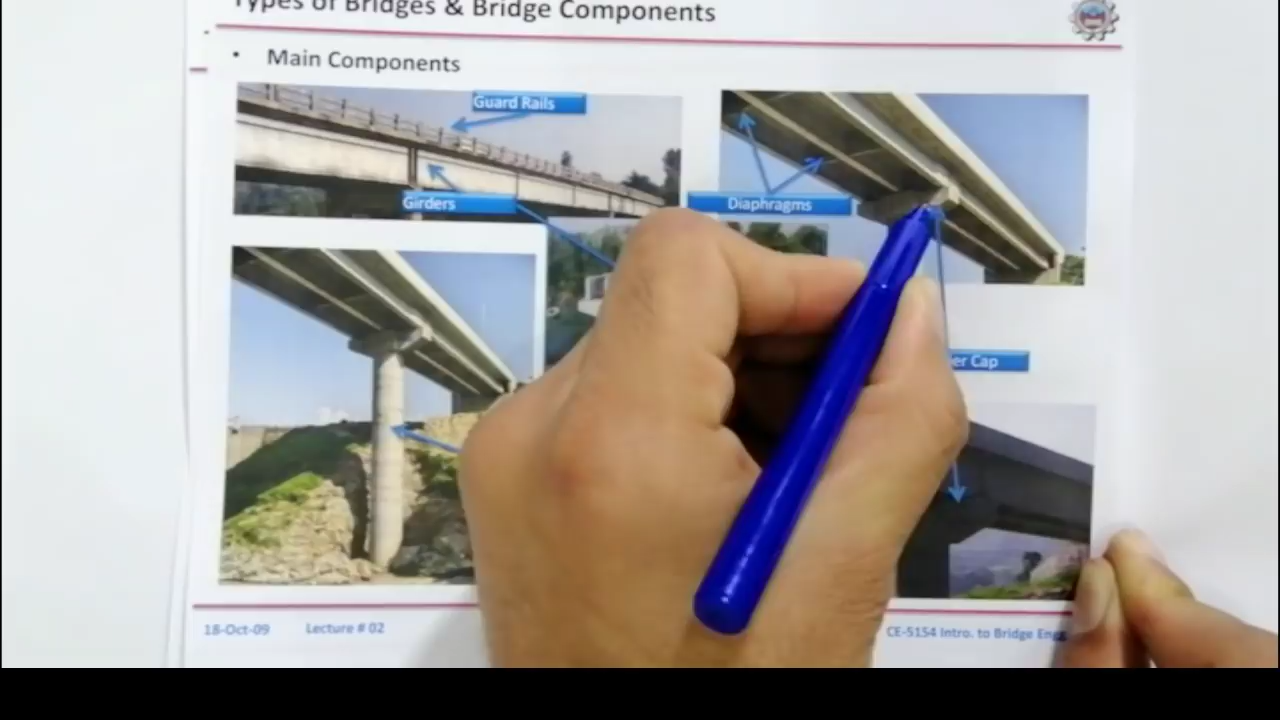 Types of Bridges & Bridge Components
• Main Components
Guard Rails
Girders
Diaphragms
er Cap
18-Oct-09
Lecture # 02
CE-5154 Intro. to Bridge Engg